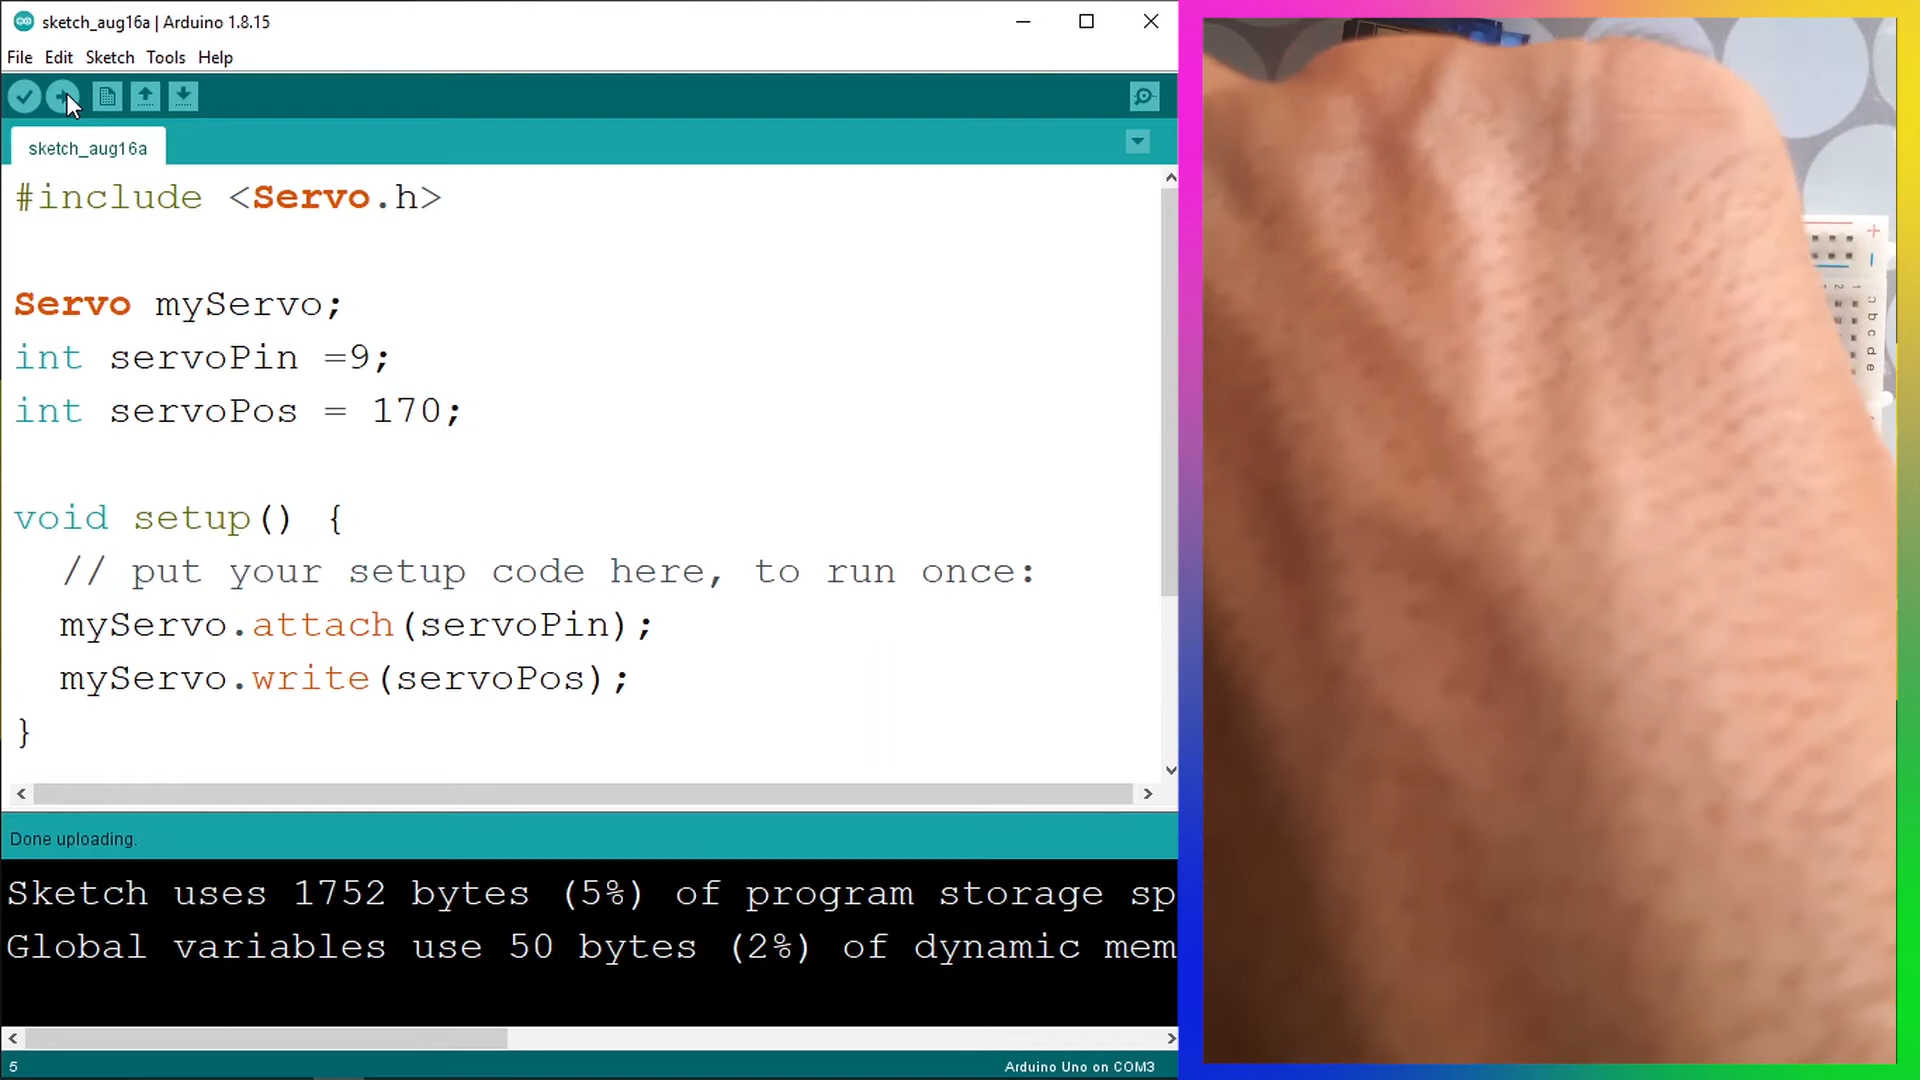 sketch_aug16a | Arduino 1.8.15
File Edit Sketch Tools Help
sketch_aug16a
#include <Servo.h>
Servo myServo;
int servoPin =9;
int servoPos = 170;
void setup() {
// put your setup code here, to run once:
myServo.attach(servoPin);
myServo.write(servoPos);
}
Done uploading.
Sketch uses 1752 bytes (5%) of program storage sp
Global variables use 50 bytes (2%) of dynamic mem
5
Arduino Uno on COM3
+
2 1
b
c
d
e